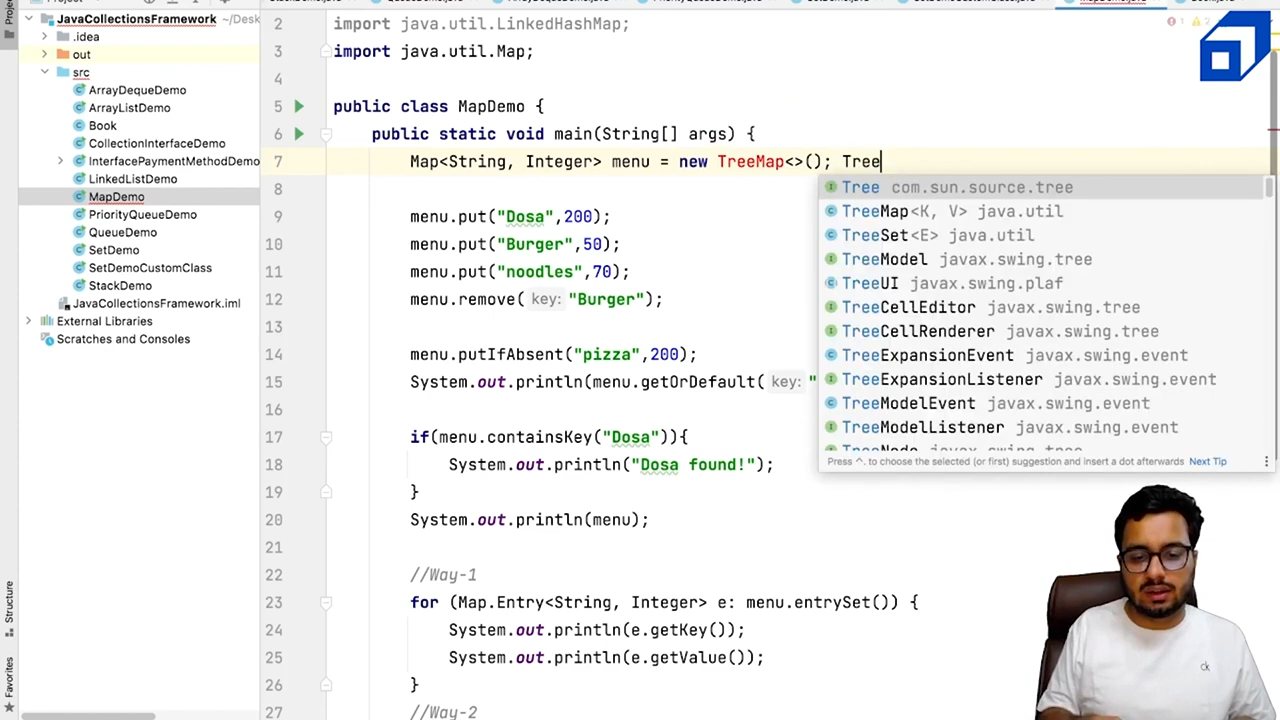 JavaCollectionsFramework ~/Desk
.idea
out
src
ArrayDequeDemo
ArrayListDemo
Book
CollectionInterfaceDemo
InterfacePaymentMethodDemo
LinkedListDemo
MapDemo
PriorityQueueDemo
QueueDemo
SetDemo
SetDemoCustomClass
StackDemo
JavaCollectionsFramework.iml
External Libraries
Scratches and Consoles
Structure
Favorites
1 2
2 import java.util.LinkedHashMap;
3 import java.util.Map;
4
5 public class MapDemo {
6 public static void main(String[] args) {
7 Map<String, Integer> menu = new TreeMap<>(); Tree
8
9 menu.put("Dosa",200);
10 menu.put("Burger",50);
11 menu.put("noodles",70);
12 menu.remove( key: "Burger");
13
14 menu.putIfAbsent("pizza",200);
15 System.out.println(menu.getOrDefault( key: "
16
17 if(menu.containsKey("Dosa")){
18 System.out.println("Dosa found!");
19 }
20 System.out.println(menu);
21
22 //Way-1
23 for (Map.Entry<String, Integer> e: menu.entrySet()) {
24 System.out.println(e.getKey());
25 System.out.println(e.getValue());
26 }
27 //Way-2
Tree com.sun.source.tree
TreeMap<K, V> java.util
TreeSet<E> java.util
TreeModel javax.swing.tree
TreeUI javax.swing.plaf
TreeCellEditor javax.swing.tree
TreeCellRenderer javax.swing.tree
TreeExpansionEvent javax.swing.event
TreeExpansionListener javax.swing.event
TreeModelEvent javax.swing.event
TreeModelListener javax.swing.event
Press ^. to choose the selected (or first) suggestion and insert a dot afterwards Next Tip
ck